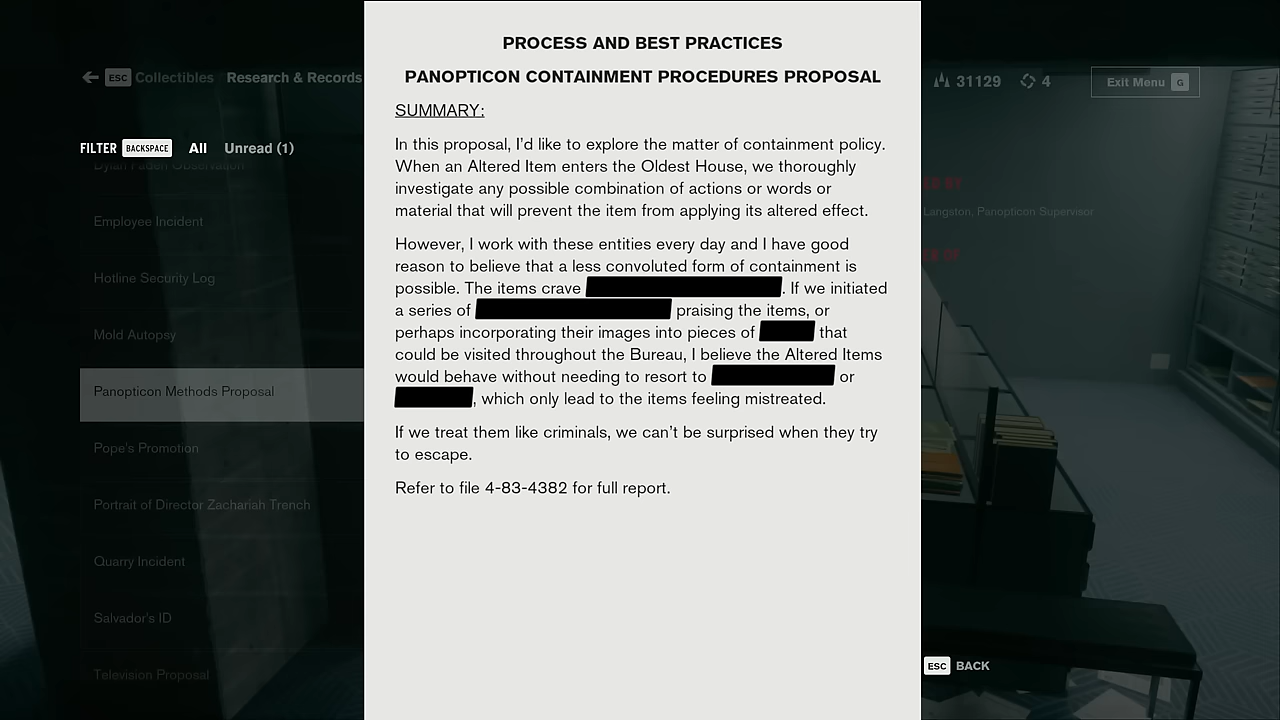 PROCESS AND BEST PRACTICES
PANOPTICON CONTAINMENT PROCEDURES PROPOSAL
ESC Collectibles Research & Records
31129 4 Exit Menu G
SUMMARY:
FILTER BACKSPACE All Unread (1)
In this proposal, I'd like to explore the matter of containment policy.
When an Altered Item enters the Oldest House, we thoroughly
investigate any possible combination of actions or words or
material that will prevent the item from applying its altered effect.
However, I work with these entities every day and I have good
reason to believe that a less convoluted form of containment is
possible. The items crave . If we initiated
a series of praising the items, or
perhaps incorporating their images into pieces of that
could be visited throughout the Bureau, I believe the Altered Items
would behave without needing to resort to or
, which only lead to the items feeling mistreated.
If we treat them like criminals, we can't be surprised when they try
to escape.
Refer to file 4-83-4382 for full report.
Dylan Faden Observation
Employee Incident
Hotline Security Log
Mold Autopsy
Panopticon Methods Proposal
Pope's Promotion
Portrait of Director Zachariah Trench
Quarry Incident
Salvador's ID
Television Proposal
BY
Langston, Panopticon Supervisor
OF
ESC BACK